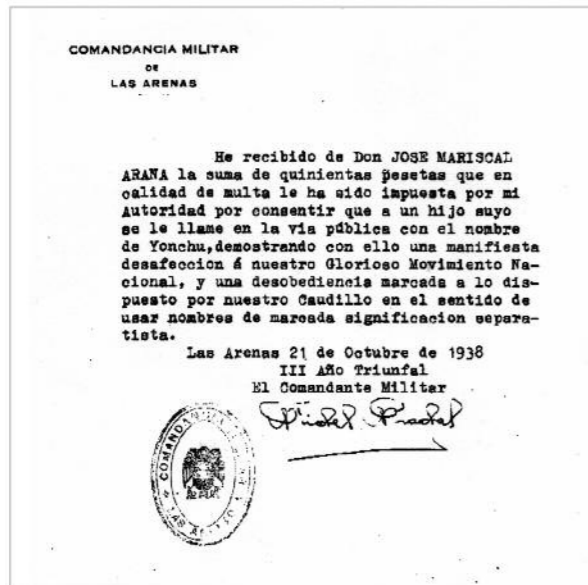 COMANDANCIA MILITAR
DE
LAS ARENAS
He recibido de Don JOSE MARISCAL
ARANA la suma de quinientas pesetas que en
calidad de multa le ha sido impuesta por mi
Autoridad por consentir que a un hijo suyo
se le llame en la via pública con el nombre
de Yonchu,demostrando con ello una manifiesta
desafeccion á nuestro Glorioso Movimiento Na-
cional, y una desobediencia marcada a lo dis-
puesto por nuestro Caudillo en el sentido de
usar nombres de marcada significacion separa-
tista.
Las Arenas 21 de Octubre de 1938
III Año Triunfal
El Comandante Militar
COMANDANCIA
LAS